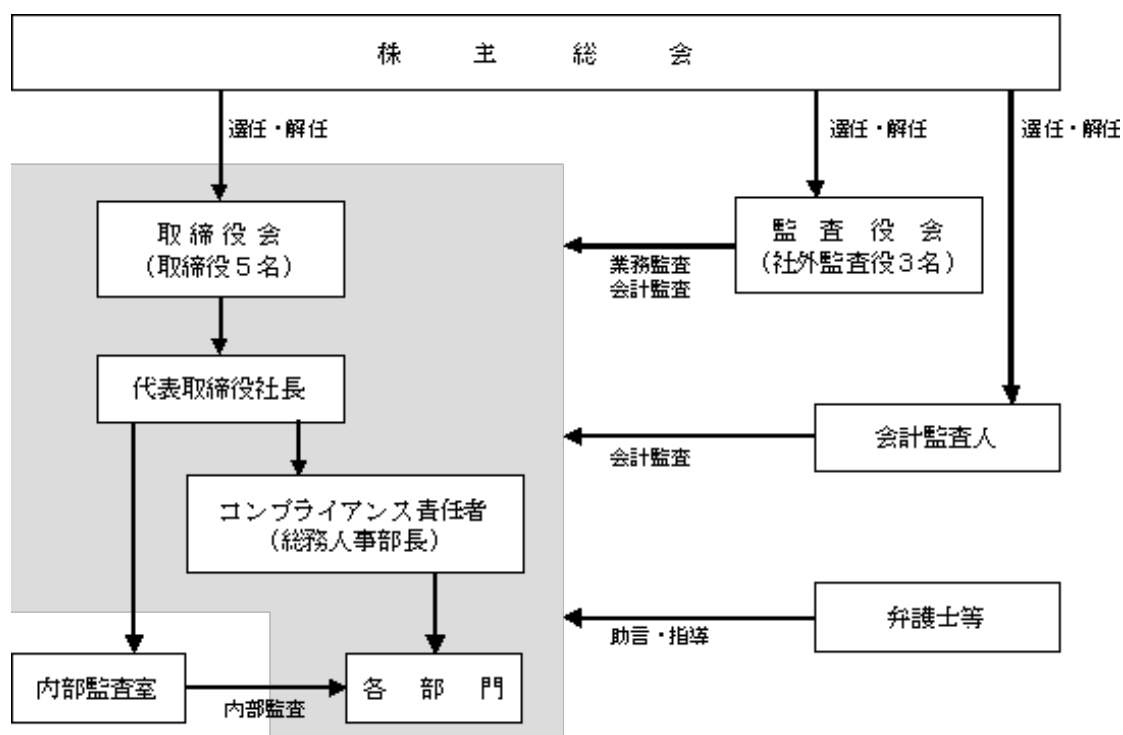 株主総会
選任・解任
選任・解任
選任・解任
取締役会
(取締役5名)
監査役会
(社外監査役3名)
業務監査
会計監査
代表取締役社長
会計監査人
会計監査
コンプライアンス責任者
(総務人事部長)
弁護士等
助言・指導
内部監査室
内部監査
各部門